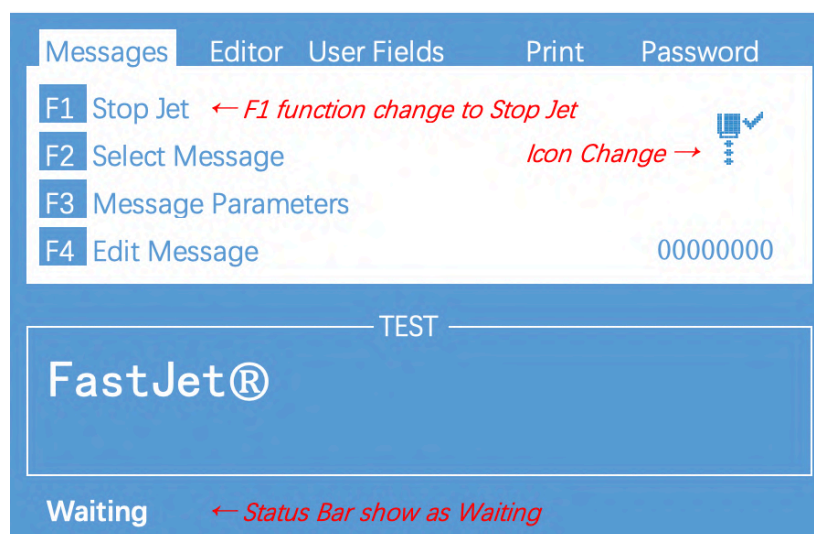 Messages Editor User Fields Print Password
F1 Stop Jet ← F1 function change to Stop Jet
F2 Select Message Icon Change →
F3 Message Parameters
F4 Edit Message 00000000
TEST
FastJet®
Waiting ← Status Bar show as Waiting